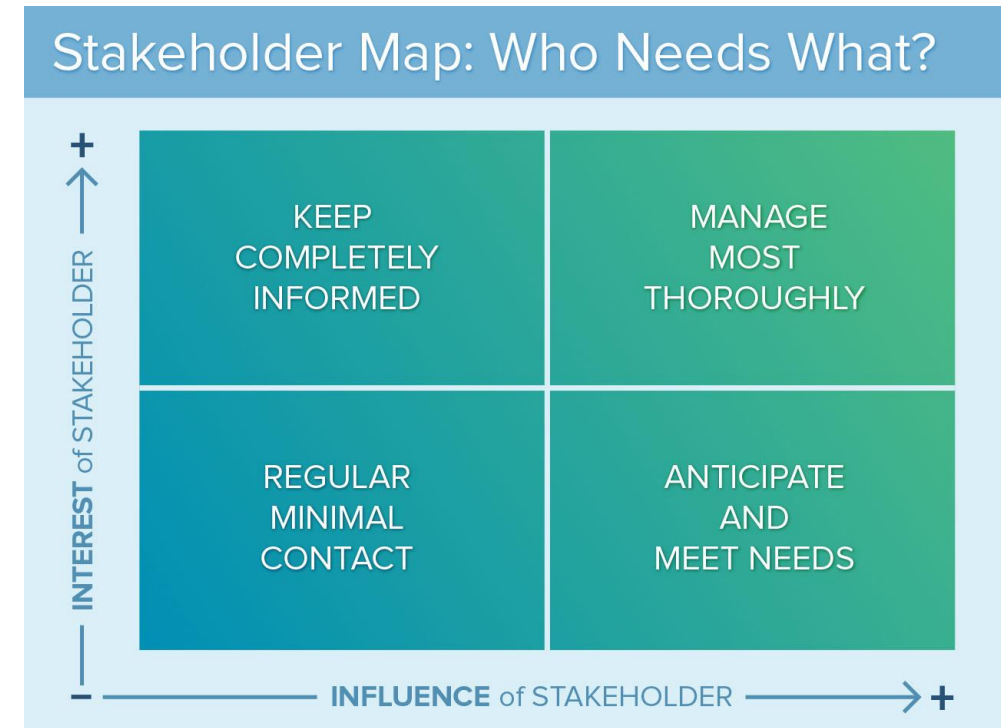 Stakeholder Map: Who Needs What?
+
INTEREST of STAKEHOLDER
KEEP
COMPLETELY
INFORMED
MANAGE
MOST
THOROUGHLY
REGULAR
MINIMAL
CONTACT
ANTICIPATE
AND
MEET NEEDS
–
INFLUENCE of STAKEHOLDER
+